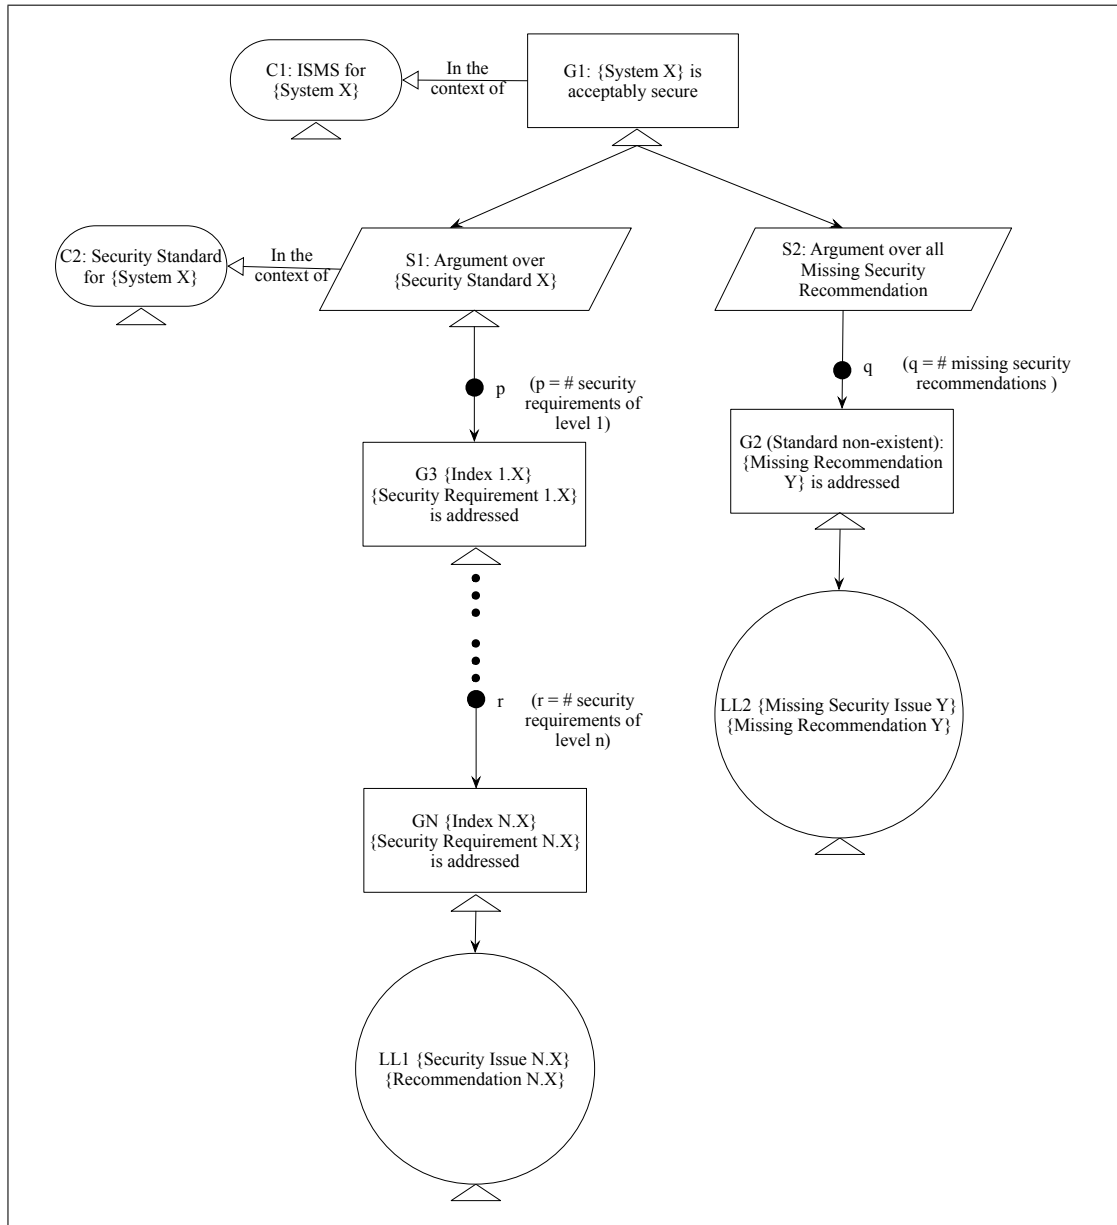 C1: ISMS for
{System X}
In the
context of
G1: {System X} is
acceptably secure
C2: Security Standard
for {System X}
In the
context of
S1: Argument over
{Security Standard X}
S2: Argument over all
Missing Security
Recommendation
p
(p = # security
requirements of
level 1)
q
(q = # missing security
recommendations )
G3 {Index 1.X}
{Security Requirement 1.X}
is addressed
G2 (Standard non-existent):
{Missing Recommendation
Y} is addressed
r
(r = # security
requirements of
level n)
LL2 {Missing Security Issue Y}
{Missing Recommendation Y}
GN {Index N.X}
{Security Requirement N.X}
is addressed
LL1 {Security Issue N.X}
{Recommendation N.X}